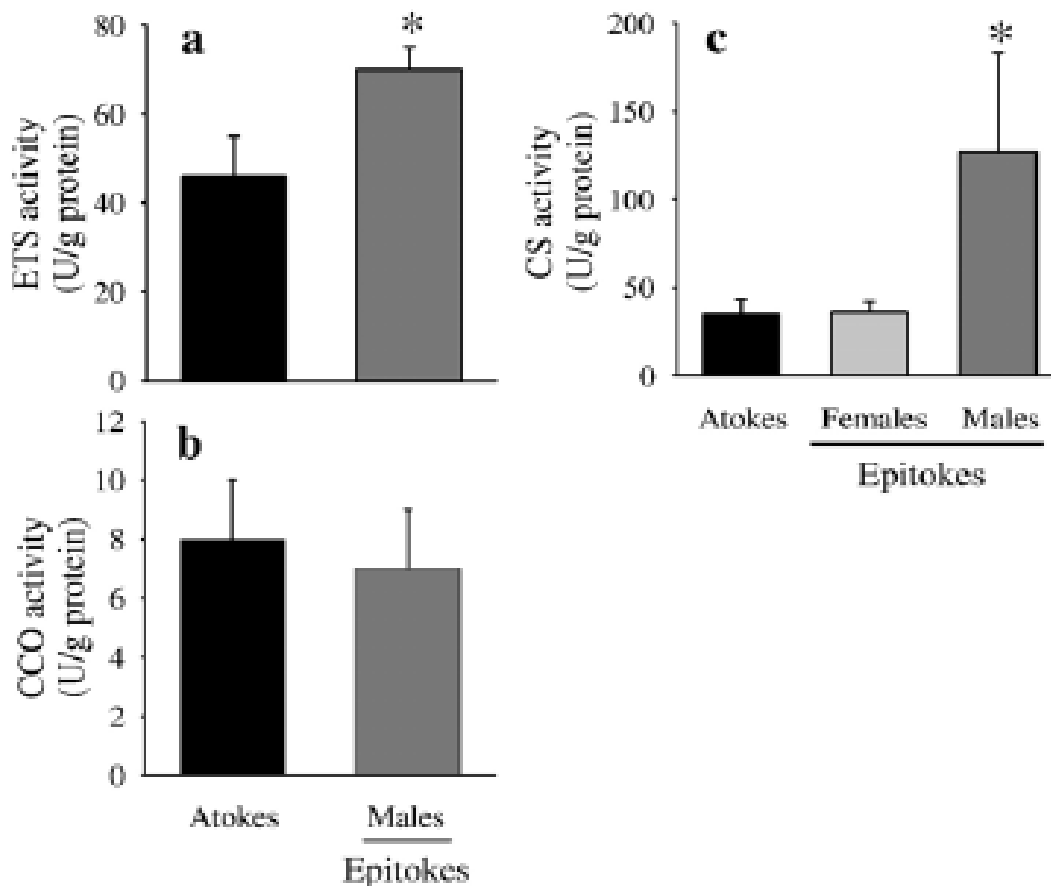 a
*
80
60
40
20
0
ETS activity
(U/g protein)
b
12
10
8
6
4
2
0
CCO activity
(U/g protein)
Atokes
Males
Epitokes
c
*
200
150
100
50
0
CS activity
(U/g protein)
Atokes Females Males
Epitokes